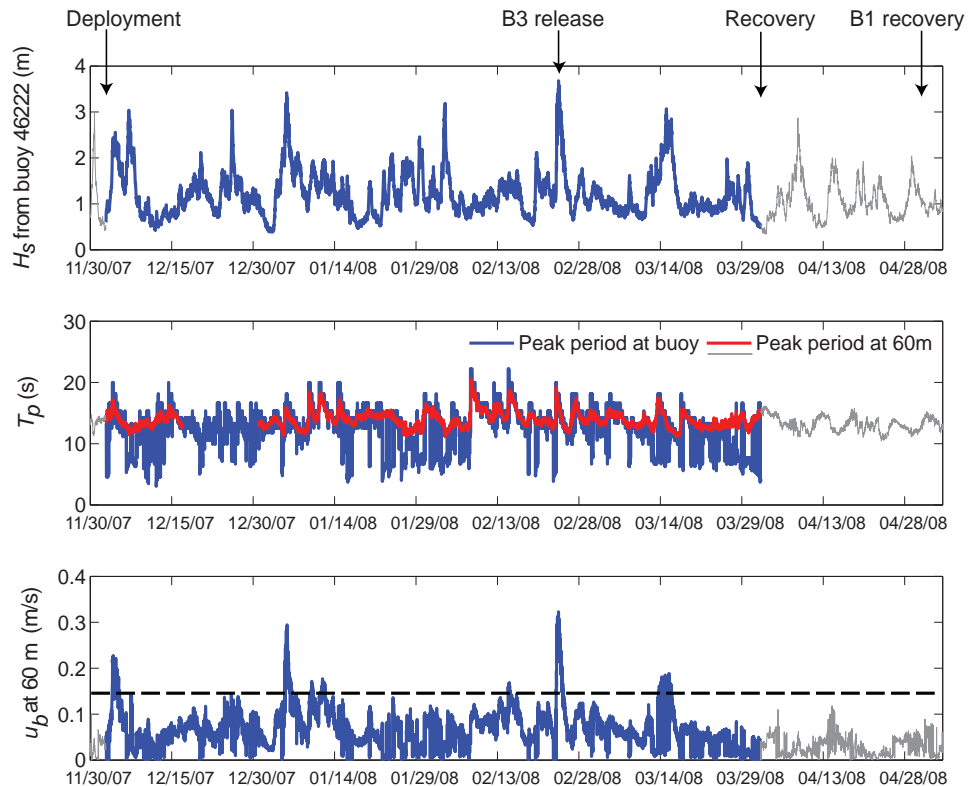 Deployment B3 release Recovery B1 recovery
4
3
2
1
0
Hs from buoy 46222 (m)
11/30/07 12/15/07 12/30/07 01/14/08 01/29/08 02/13/08 02/28/08 03/14/08 03/29/08 04/13/08 04/28/08
30
20
10
0
Tp (s)
Peak period at buoy Peak period at 60m
11/30/07 12/15/07 12/30/07 01/14/08 01/29/08 02/13/08 02/28/08 03/14/08 03/29/08 04/13/08 04/28/08
0.4
0.3
0.2
0.1
0
ub at 60 m (m/s)
11/30/07 12/15/07 12/30/07 01/14/08 01/29/08 02/13/08 02/28/08 03/14/08 03/29/08 04/13/08 04/28/08